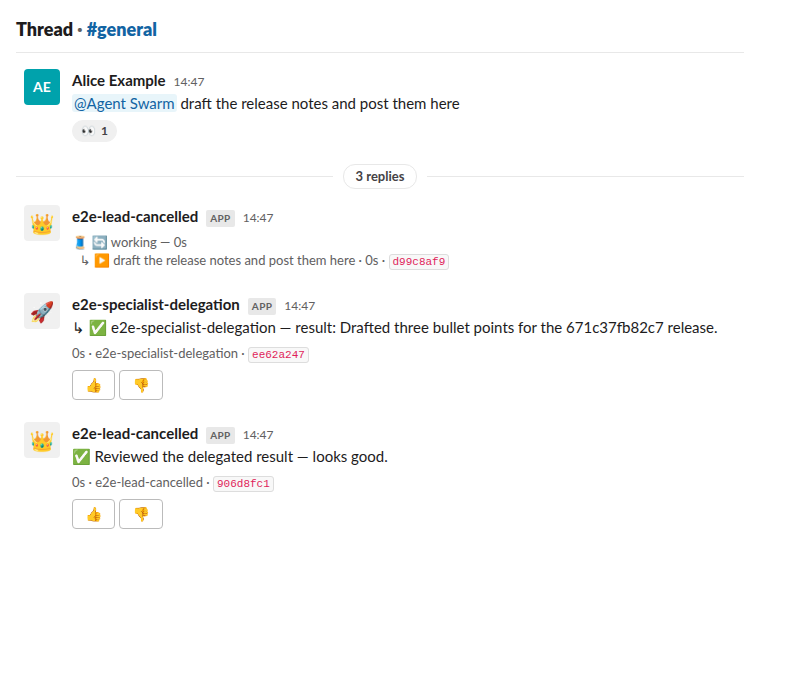 Thread • #general
AE
Alice Example 14:47
@Agent Swarm draft the release notes and post them here
👀 1
3 replies
e2e-lead-cancelled APP 14:47
🧵 🔄 working — 0s
↳ ▶️ draft the release notes and post them here · 0s · d99c8af9
e2e-specialist-delegation APP 14:47
↳ ✅ e2e-specialist-delegation — result: Drafted three bullet points for the 671c37fb82c7 release.
0s · e2e-specialist-delegation · ee62a247
👍 👎
e2e-lead-cancelled APP 14:47
✅ Reviewed the delegated result — looks good.
0s · e2e-lead-cancelled · 906d8fc1
👍 👎